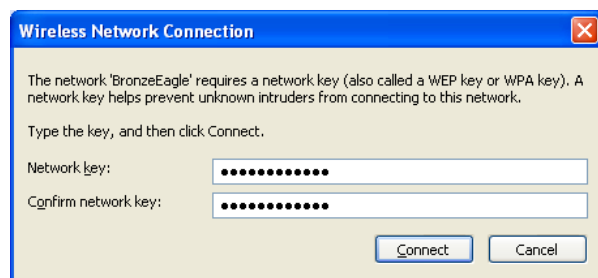 Wireless Network Connection
The network 'BronzeEagle' requires a network key (also called a WEP key or WPA key). A
network key helps prevent unknown intruders from connecting to this network.
Type the key, and then click Connect.
Network key: ●●●●●●●●●●●●
Confirm network key: ●●●●●●●●●●●●
Connect Cancel